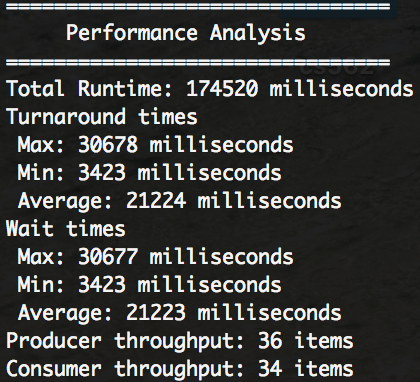 ================================
Performance Analysis
================================
Total Runtime: 174520 milliseconds
Turnaround times
Max: 30678 milliseconds
Min: 3423 milliseconds
Average: 21224 milliseconds
Wait times
Max: 30677 milliseconds
Min: 3423 milliseconds
Average: 21223 milliseconds
Producer throughput: 36 items
Consumer throughput: 34 items